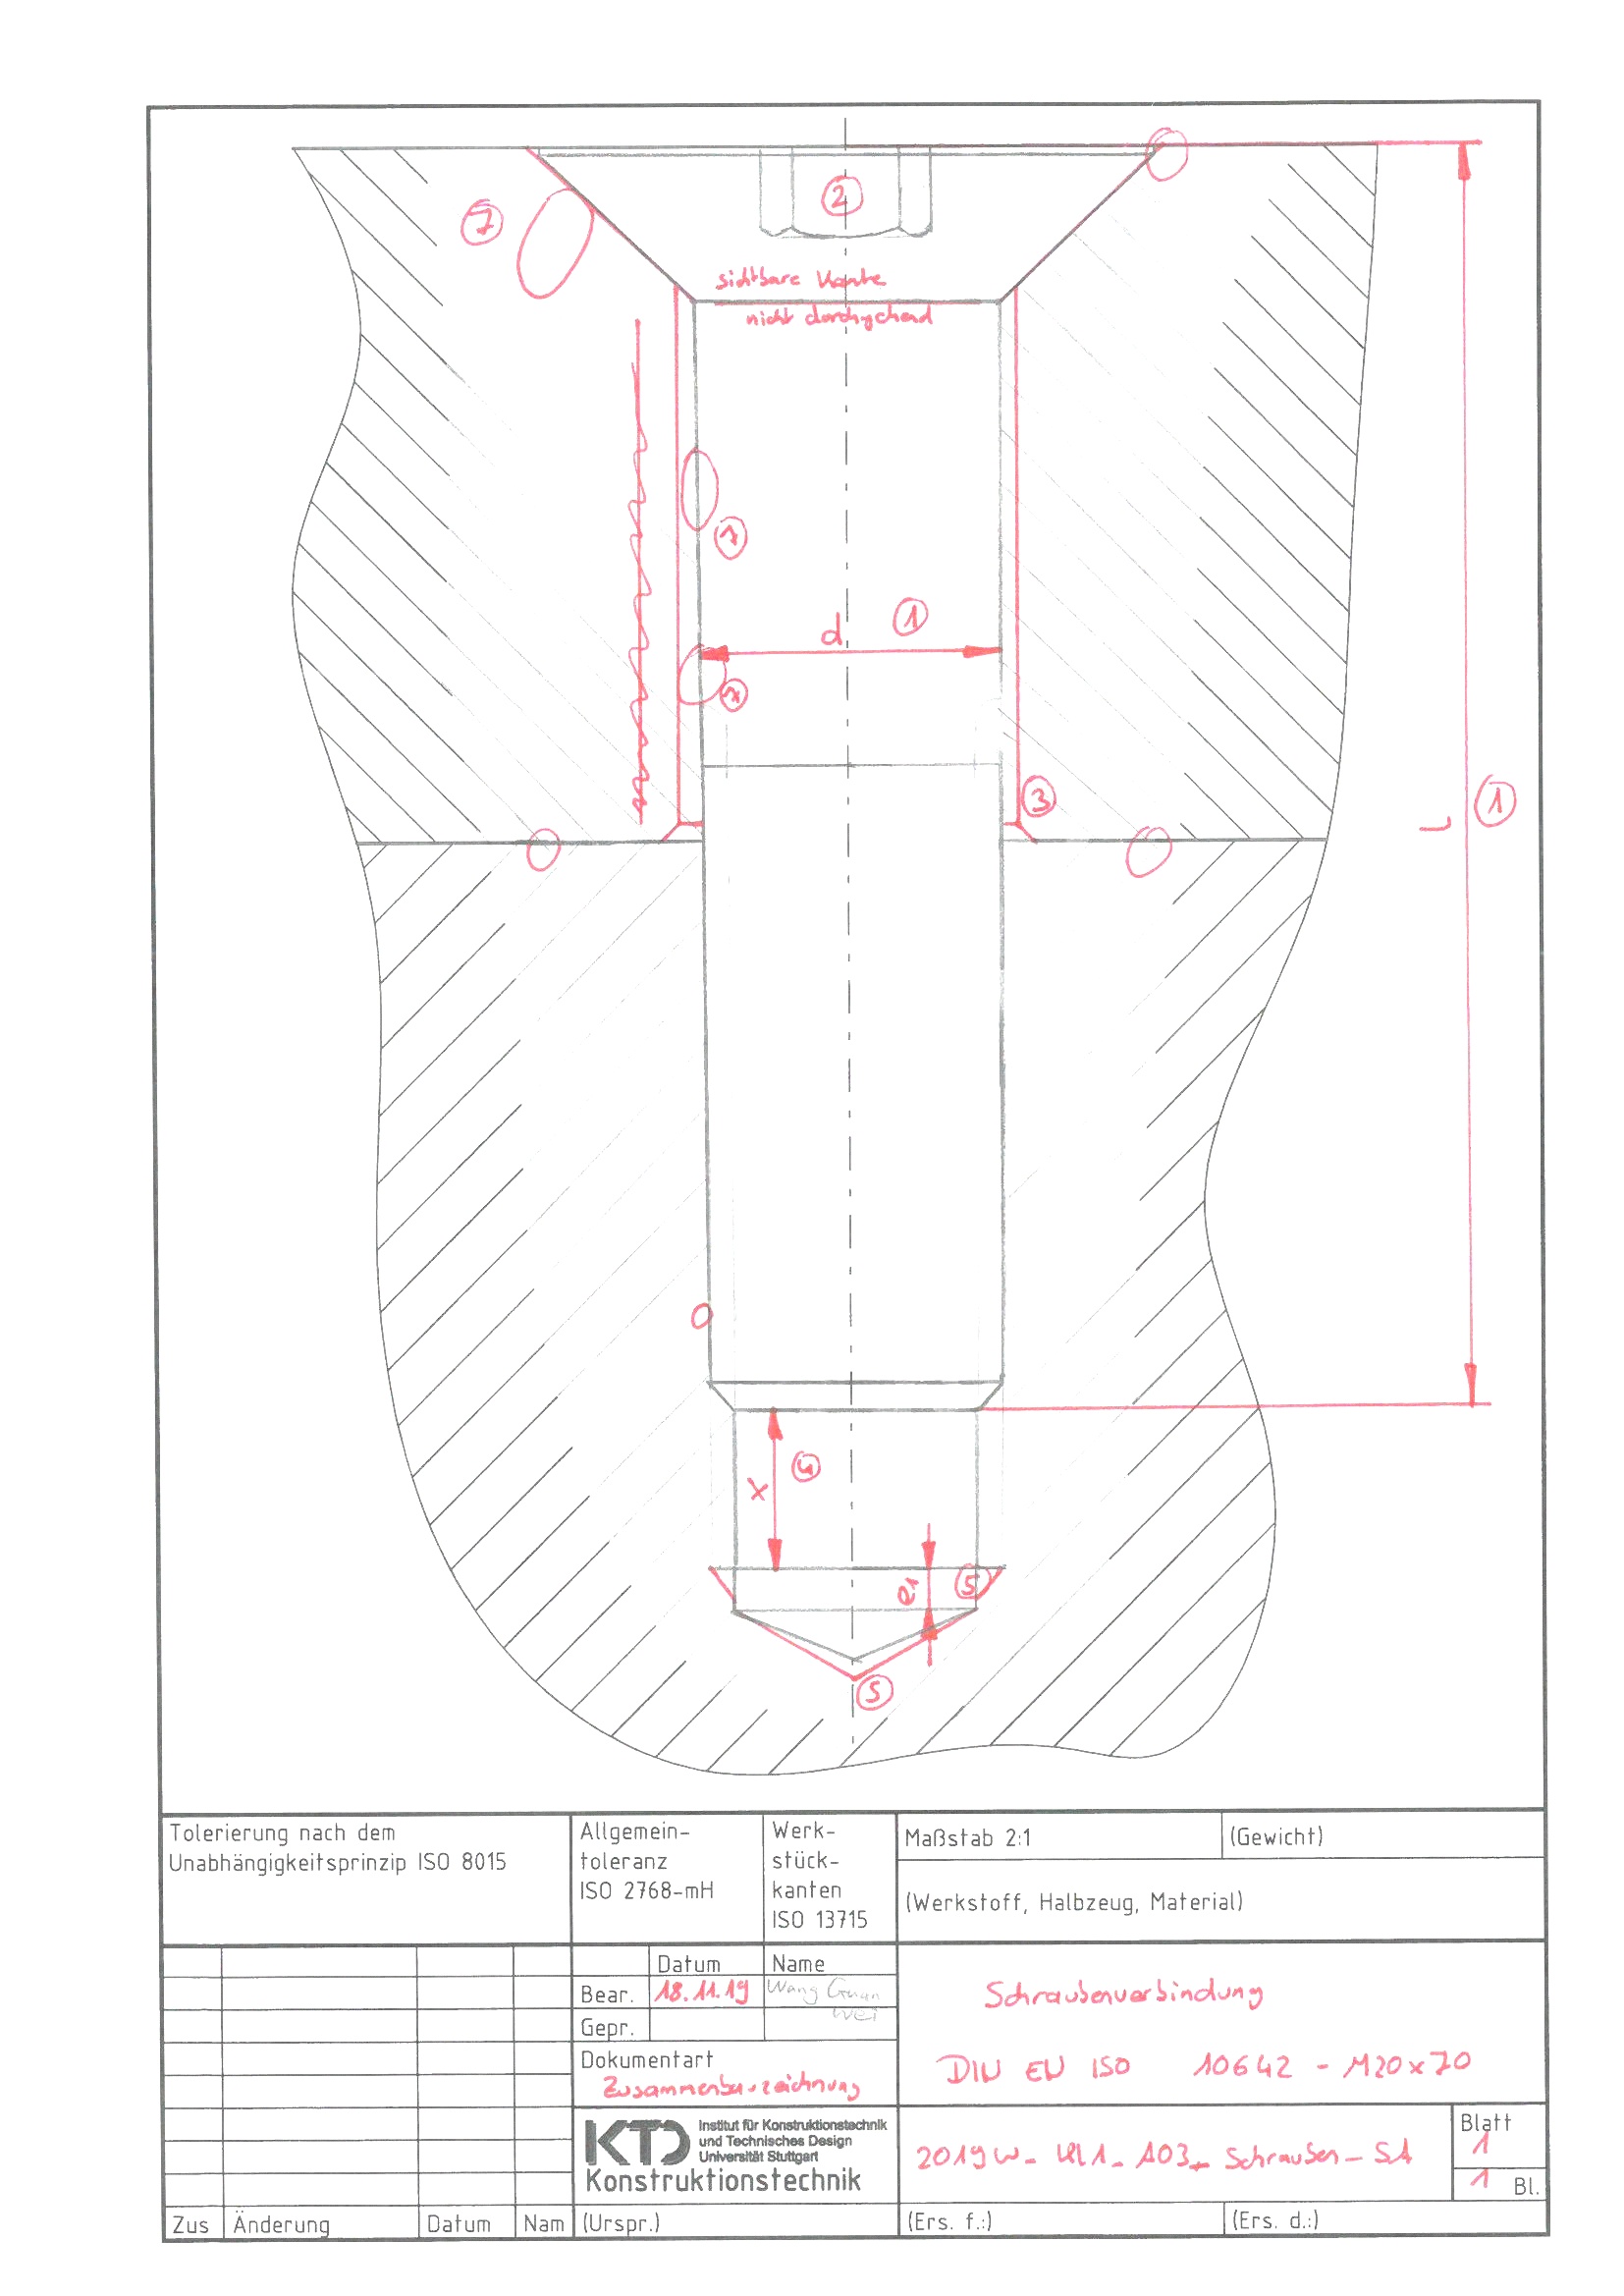 2
7
sichtbare Kante
nicht durchgehend
7
d
1
7
3
L
1
x
4
e1
5
5
Tolerierung nach dem
Unabhängigkeitsprinzip ISO 8015
Allgemein-
toleranz
ISO 2768-mH
Werk-
stück-
kanten
ISO 13715
Maßstab 2:1
(Gewicht)
(Werkstoff, Halbzeug, Material)
Datum
Name
Bear.
18.11.19
Wang Guan
wei
Gepr.
Dokumentart
Zusammenbauzeichnung
Schraubenverbindung
DIN EN ISO 10642 - M20x70
KTD
Institut für Konstruktionstechnik
und Technisches Design
Universität Stuttgart
Konstruktionstechnik
2019W_KL1_A03_Schrauben_SA
Blatt
1
1 Bl.
Zus
Änderung
Datum
Nam
(Urspr.)
(Ers. f.:)
(Ers. d.:)